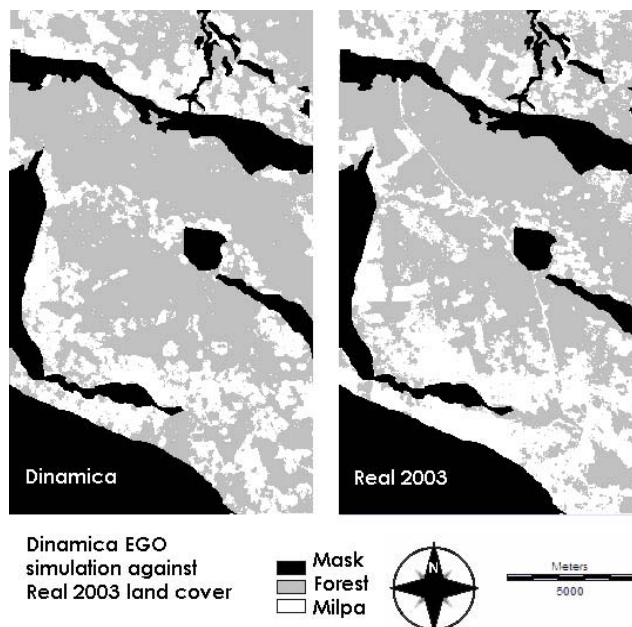 Dinamica
Real 2003
Dinamica EGO
simulation against
Real 2003 land cover
Mask
Forest
Milpa
N
Meters
5000